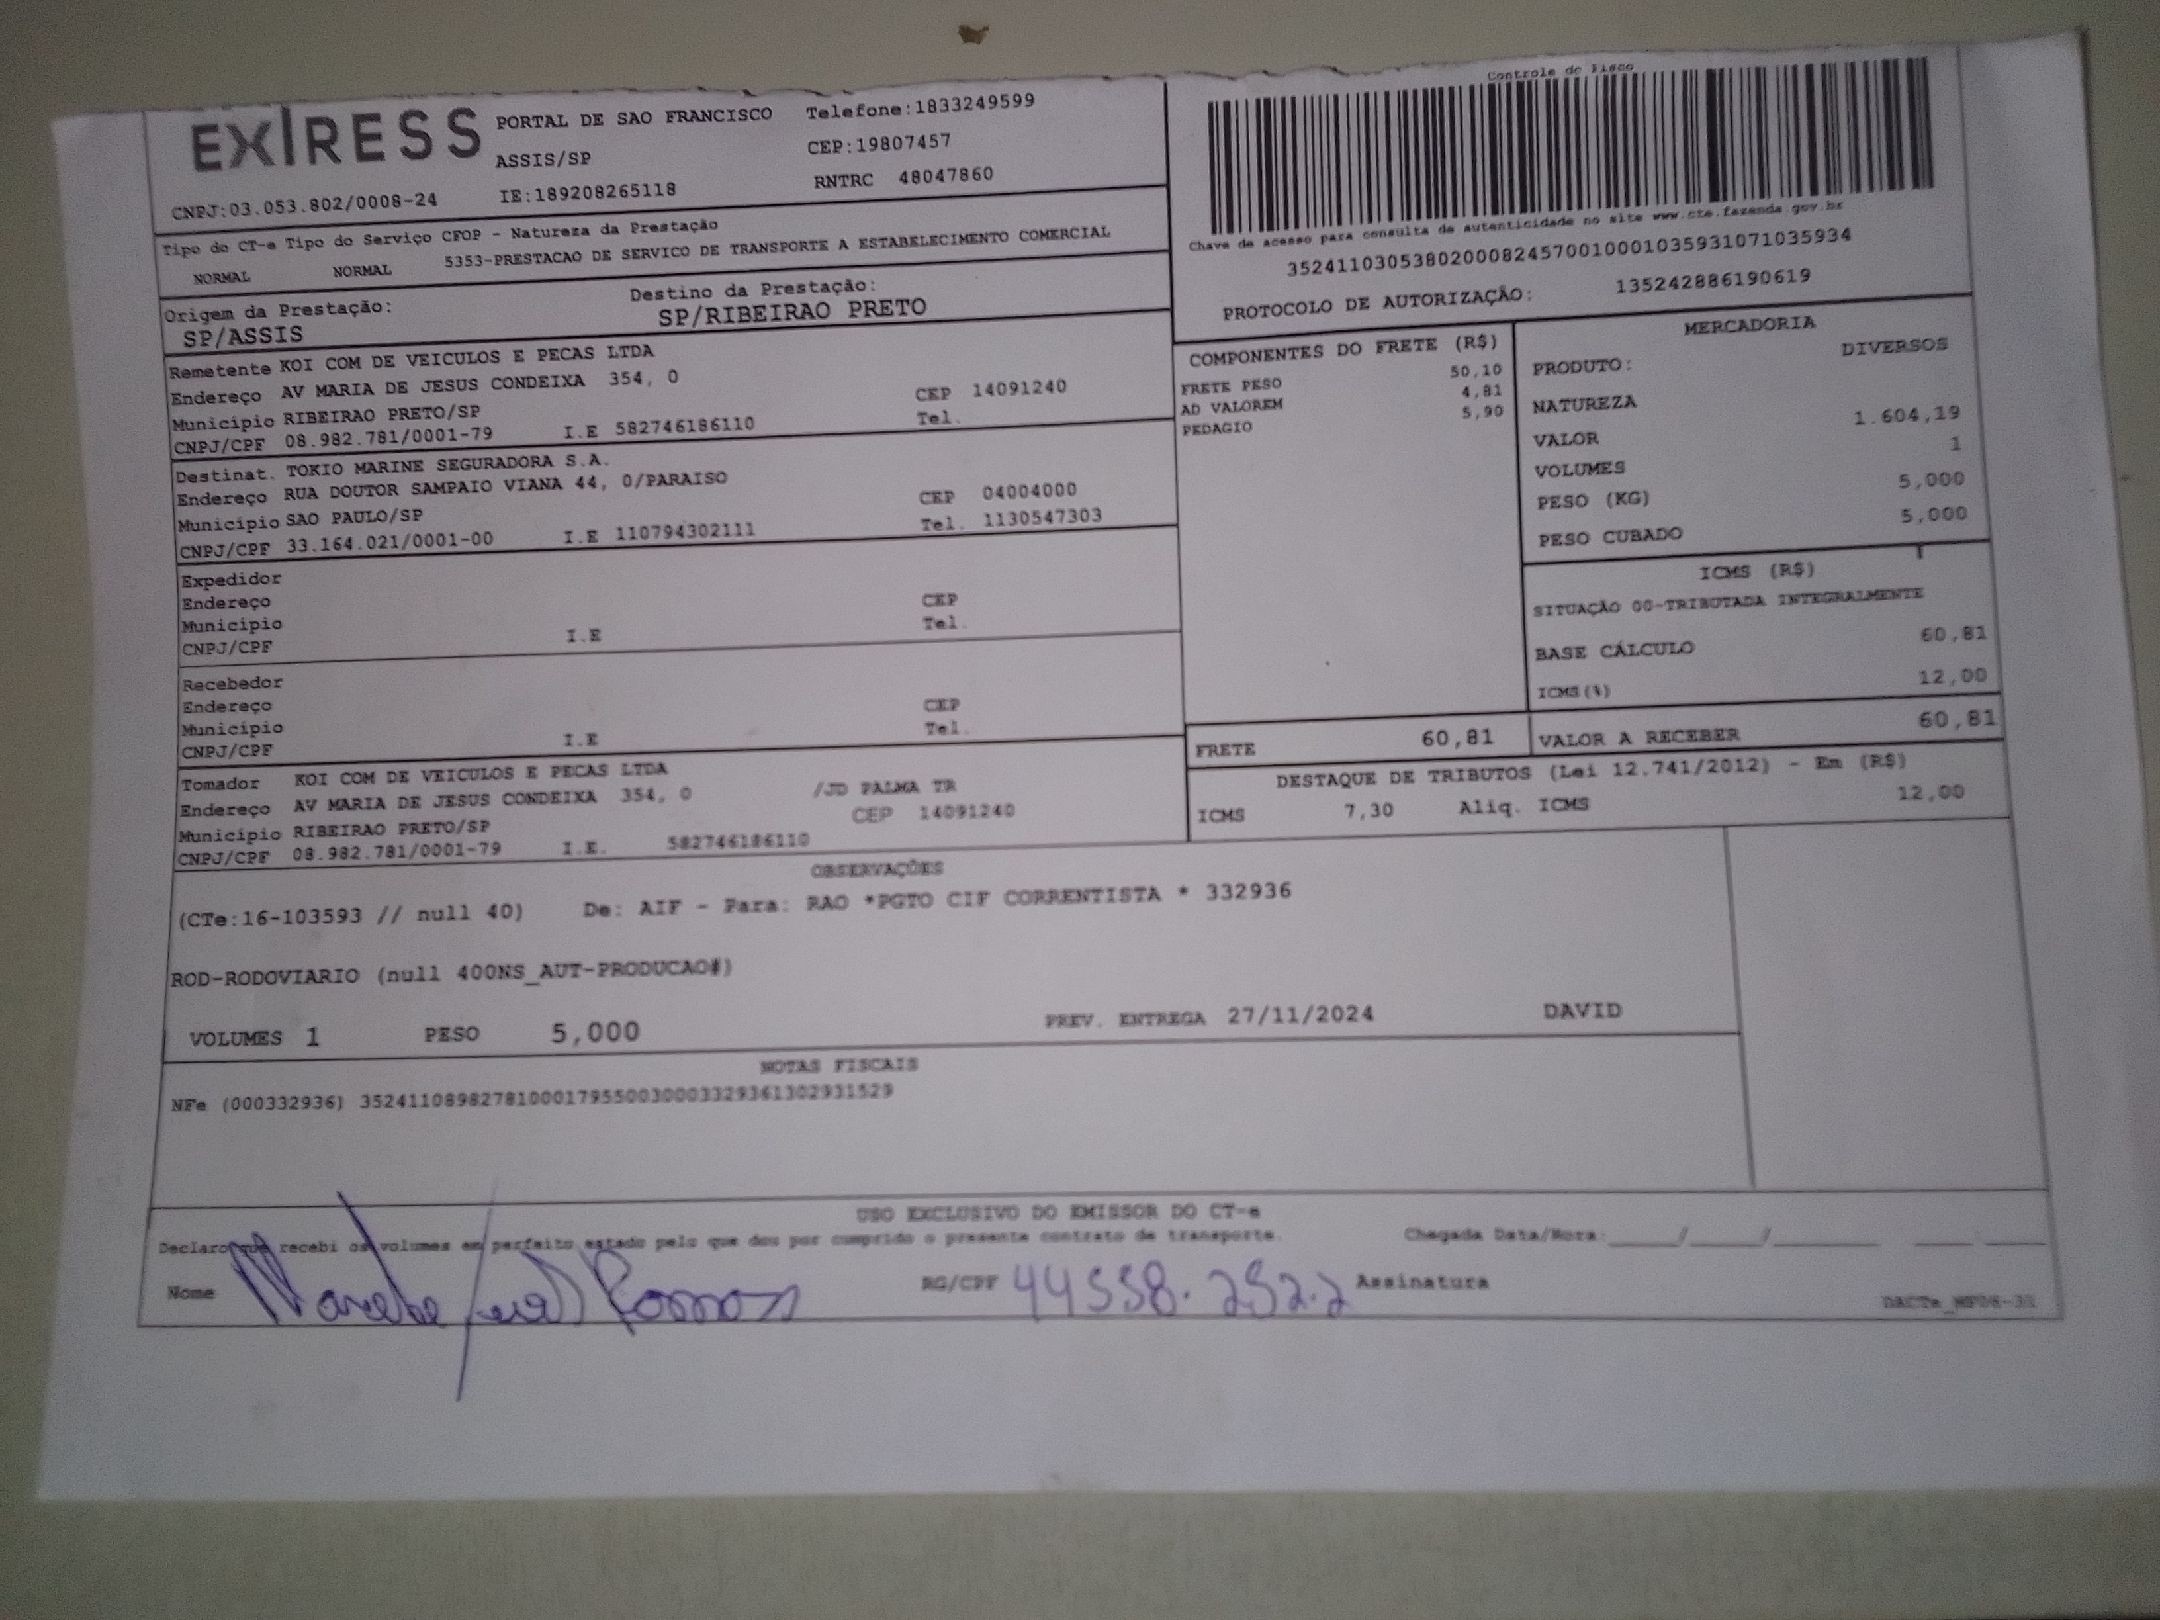 EXPRESS
PORTAL DE SAO FRANCISCO Telefone:1833249599
ASSIS/SP CEP:19807457
CNPJ:03.053.802/0008-24 IE:189208265118 RNTRC 48047860
Tipo do CT-e Tipo do Serviço CFOP - Natureza da Prestação
NORMAL NORMAL 5353-PRESTACAO DE SERVICO DE TRANSPORTE A ESTABELECIMENTO COMERCIAL
Origem da Prestação: Destino da Prestação:
SP/ASSIS SP/RIBEIRAO PRETO
Controle do Fisco
Chave de acesso para consulta de autenticidade no site www.cte.fazenda.gov.br
35241103053802000824570010001035931071035934
PROTOCOLO DE AUTORIZAÇÃO: 135242886190619
Remetente KOI COM DE VEICULOS E PECAS LTDA
Endereço AV MARIA DE JESUS CONDEIXA 354, 0 CEP 14091240
Município RIBEIRAO PRETO/SP Tel.
CNPJ/CPF 08.982.781/0001-79 I.E 582746186110
Destinat. TOKIO MARINE SEGURADORA S.A.
Endereço RUA DOUTOR SAMPAIO VIANA 44, 0/PARAISO CEP 04004000
Município SAO PAULO/SP Tel. 1130547303
CNPJ/CPF 33.164.021/0001-00 I.E 110794302111
Expedidor
Endereço CEP
Município Tel.
CNPJ/CPF I.E
Recebedor
Endereço CEP
Município Tel.
CNPJ/CPF I.E
Tomador KOI COM DE VEICULOS E PECAS LTDA
Endereço AV MARIA DE JESUS CONDEIXA 354, 0 /JD PALMA TR
Município RIBEIRAO PRETO/SP CEP 14091240
CNPJ/CPF 08.982.781/0001-79 I.E. 582746186110
COMPONENTES DO FRETE (R$)
FRETE PESO 50,10
AD VALOREM 4,81
PEDAGIO 5,90
MERCADORIA
PRODUTO: DIVERSOS
NATUREZA
VALOR 1.604,19
VOLUMES 1
PESO (KG) 5,000
PESO CUBADO 5,000
ICMS (R$)
SITUAÇÃO 00-TRIBUTADA INTEGRALMENTE
BASE CÁLCULO 60,81
ICMS(%) 12,00
FRETE 60,81 VALOR A RECEBER 60,81
DESTAQUE DE TRIBUTOS (Lei 12.741/2012) - Em (R$)
ICMS 7,30 Aliq. ICMS 12,00
OBSERVAÇÕES
(CTe:16-103593 // null 40) De: AIF - Para: RAO *PGTO CIF CORRENTISTA * 332936
ROD-RODOVIARIO (null 400NS_AUT-PRODUCAO#)
VOLUMES 1 PESO 5,000 PREV. ENTREGA 27/11/2024 DAVID
NOTAS FISCAIS
NFe (000332936) 35241108982781000179550030003329361302931529
USO EXCLUSIVO DO EMISSOR DO CT-e
Declaro que recebi os volumes em perfeito estado pelo que dou por cumprido o presente contrato de transporte. Chegada Data/Hora:
Nome RG/CPF 44558.252.2 Assinatura